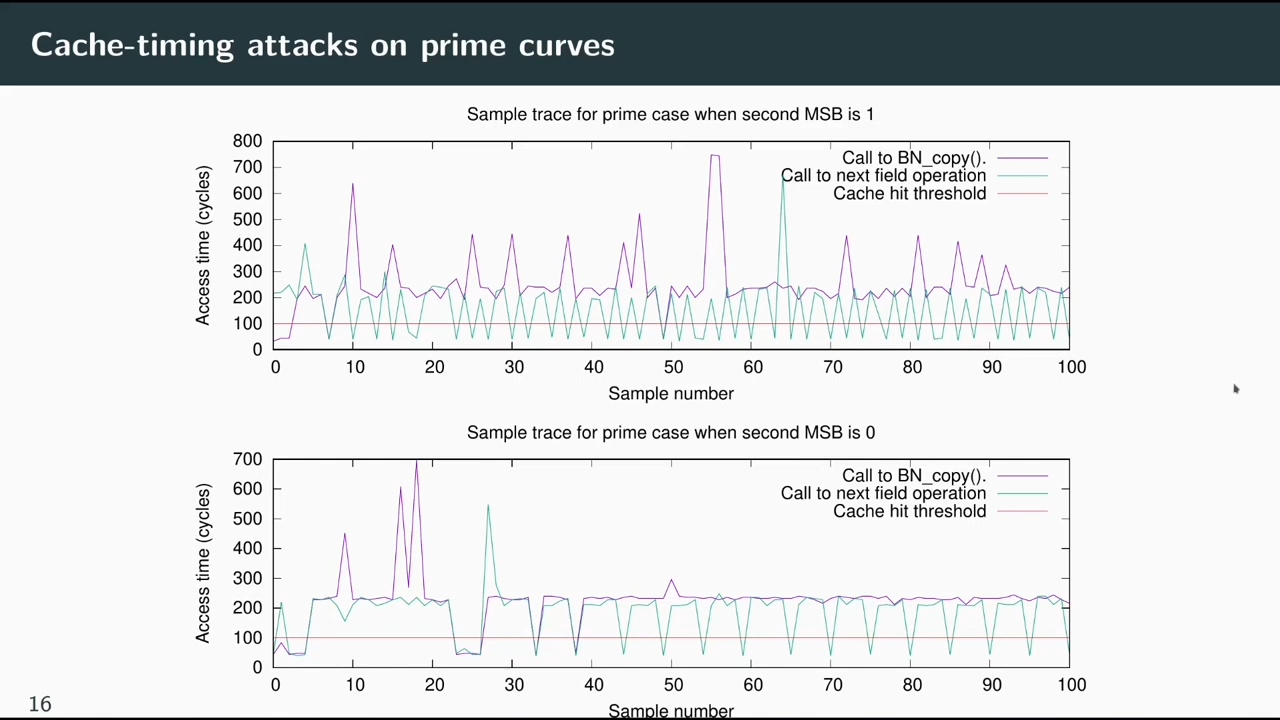 Cache-timing attacks on prime curves
Sample trace for prime case when second MSB is 1
800
700
600
500
400
300
200
100
0
Access time (cycles)
Call to BN_copy().
Call to next field operation
Cache hit threshold
0 10 20 30 40 50 60 70 80 90 100
Sample number
Sample trace for prime case when second MSB is 0
700
600
500
400
300
200
100
0
Access time (cycles)
Call to BN_copy().
Call to next field operation
Cache hit threshold
0 10 20 30 40 50 60 70 80 90 100
Sample number
16